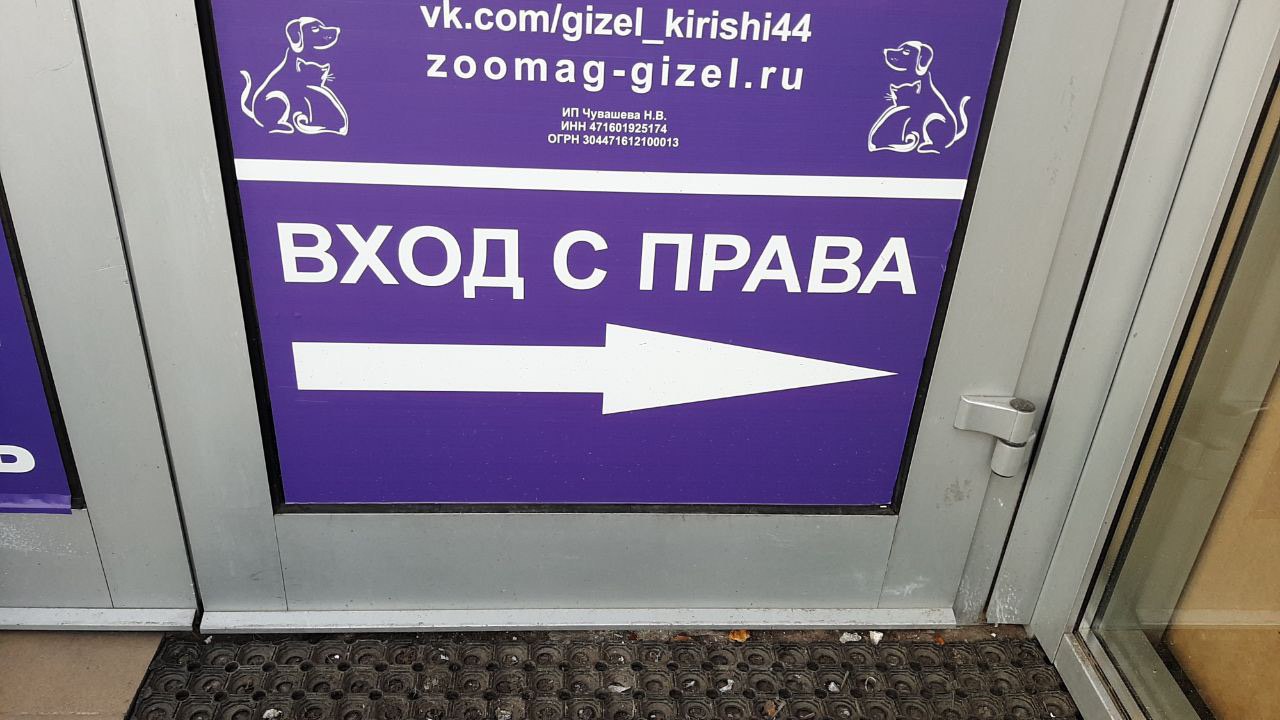 vk.com/gizel_kirishi44
zoomag-gizel.ru
ИП Чувашева Н.В.
ИНН 471601925174
ОГРН 304471612100013
ВХОД С ПРАВА
Ь